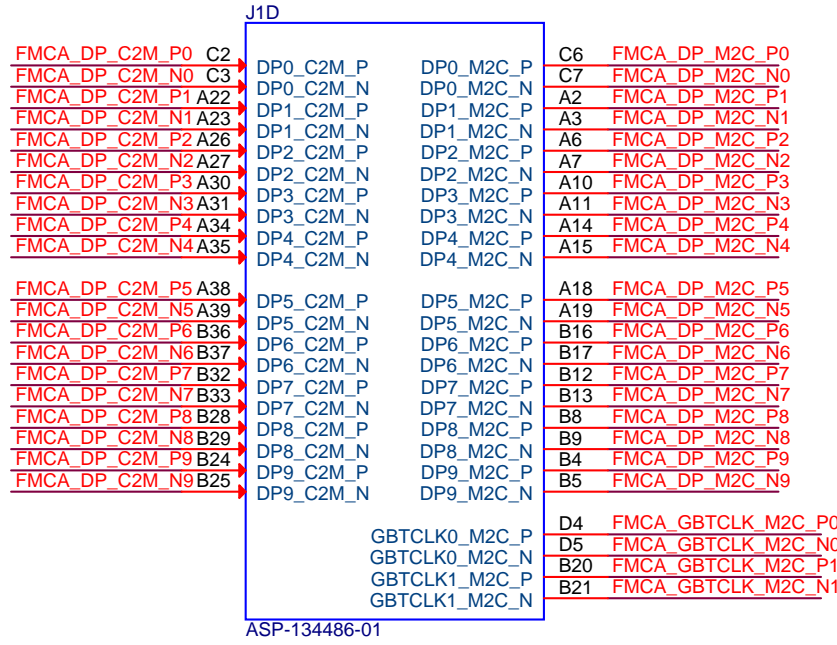 J1D
FMCA_DP_C2M_P0 C2 DP0_C2M_P DP0_M2C_P C6 FMCA_DP_M2C_P0
FMCA_DP_C2M_N0 C3 DP0_C2M_N DP0_M2C_N C7 FMCA_DP_M2C_N0
FMCA_DP_C2M_P1 A22 DP1_C2M_P DP1_M2C_P A2 FMCA_DP_M2C_P1
FMCA_DP_C2M_N1 A23 DP1_C2M_N DP1_M2C_N A3 FMCA_DP_M2C_N1
FMCA_DP_C2M_P2 A26 DP2_C2M_P DP2_M2C_P A6 FMCA_DP_M2C_P2
FMCA_DP_C2M_N2 A27 DP2_C2M_N DP2_M2C_N A7 FMCA_DP_M2C_N2
FMCA_DP_C2M_P3 A30 DP3_C2M_P DP3_M2C_P A10 FMCA_DP_M2C_P3
FMCA_DP_C2M_N3 A31 DP3_C2M_N DP3_M2C_N A11 FMCA_DP_M2C_N3
FMCA_DP_C2M_P4 A34 DP4_C2M_P DP4_M2C_P A14 FMCA_DP_M2C_P4
FMCA_DP_C2M_N4 A35 DP4_C2M_N DP4_M2C_N A15 FMCA_DP_M2C_N4
FMCA_DP_C2M_P5 A38 DP5_C2M_P DP5_M2C_P A18 FMCA_DP_M2C_P5
FMCA_DP_C2M_N5 A39 DP5_C2M_N DP5_M2C_N A19 FMCA_DP_M2C_N5
FMCA_DP_C2M_P6 B36 DP6_C2M_P DP6_M2C_P B16 FMCA_DP_M2C_P6
FMCA_DP_C2M_N6 B37 DP6_C2M_N DP6_M2C_N B17 FMCA_DP_M2C_N6
FMCA_DP_C2M_P7 B32 DP7_C2M_P DP7_M2C_P B12 FMCA_DP_M2C_P7
FMCA_DP_C2M_N7 B33 DP7_C2M_N DP7_M2C_N B13 FMCA_DP_M2C_N7
FMCA_DP_C2M_P8 B28 DP8_C2M_P DP8_M2C_P B8 FMCA_DP_M2C_P8
FMCA_DP_C2M_N8 B29 DP8_C2M_N DP8_M2C_N B9 FMCA_DP_M2C_N8
FMCA_DP_C2M_P9 B24 DP9_C2M_P DP9_M2C_P B4 FMCA_DP_M2C_P9
FMCA_DP_C2M_N9 B25 DP9_C2M_N DP9_M2C_N B5 FMCA_DP_M2C_N9
GBTCLK0_M2C_P D4 FMCA_GBTCLK_M2C_P0
GBTCLK0_M2C_N D5 FMCA_GBTCLK_M2C_N0
GBTCLK1_M2C_P B20 FMCA_GBTCLK_M2C_P1
GBTCLK1_M2C_N B21 FMCA_GBTCLK_M2C_N1
ASP-134486-01